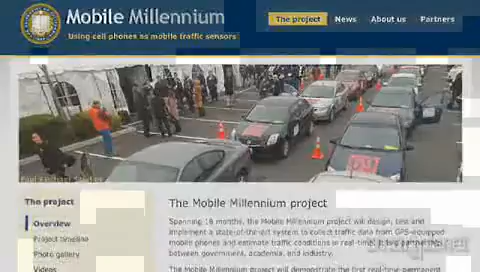 Mobile Millennium
Using cell phones as mobile traffic sensors
The project
News
About us
Partners
The project
Overview
Project timeline
Photo gallery
Videos
The Mobile Millennium project
Spanning 18 months, the Mobile Millennium project will design, test and
implement a state-of-the-art system to collect traffic data from GPS-equipped
mobile phones and estimate traffic conditions in real-time. It is a partnership
between government, academia, and industry.
The Mobile Millennium project will demonstrate the first real-time permanent